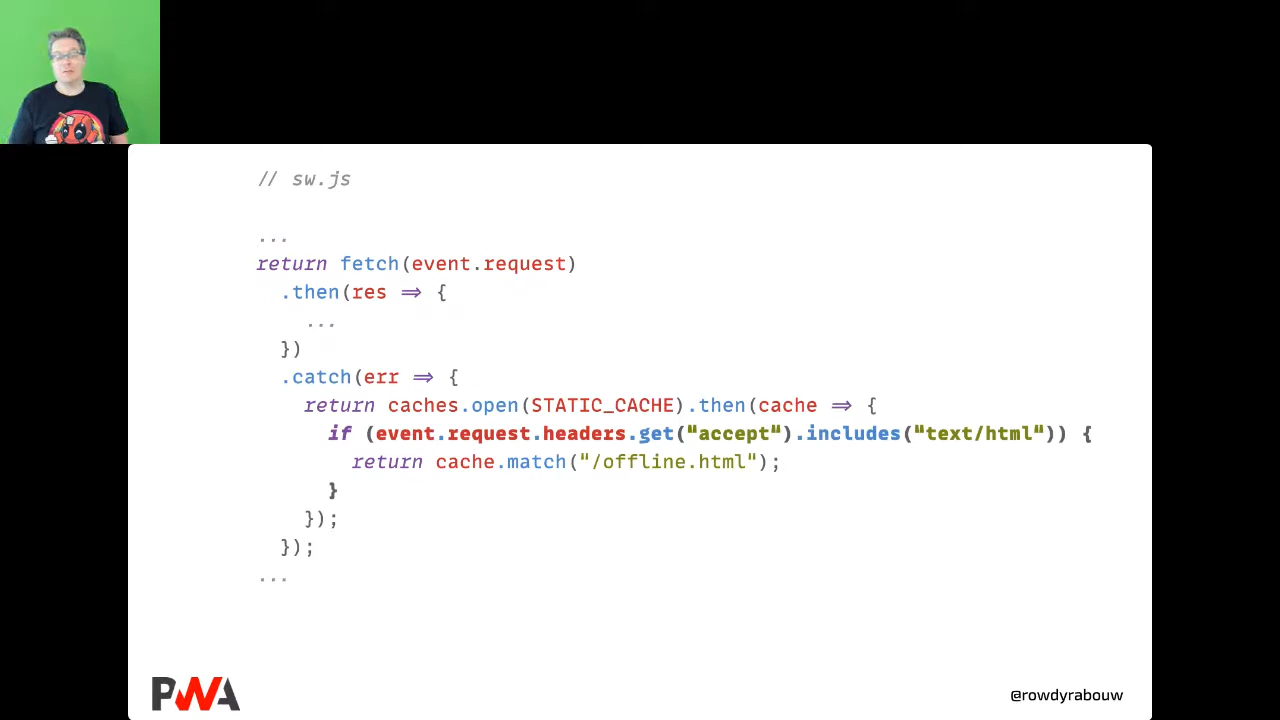 // sw.js
...
return fetch(event.request)
  .then(res => {
    ...
  })
  .catch(err => {
    return caches.open(STATIC_CACHE).then(cache => {
      if (event.request.headers.get("accept").includes("text/html")) {
        return cache.match("/offline.html");
      }
    });
  });
...
PWA
@rowdyrabouw